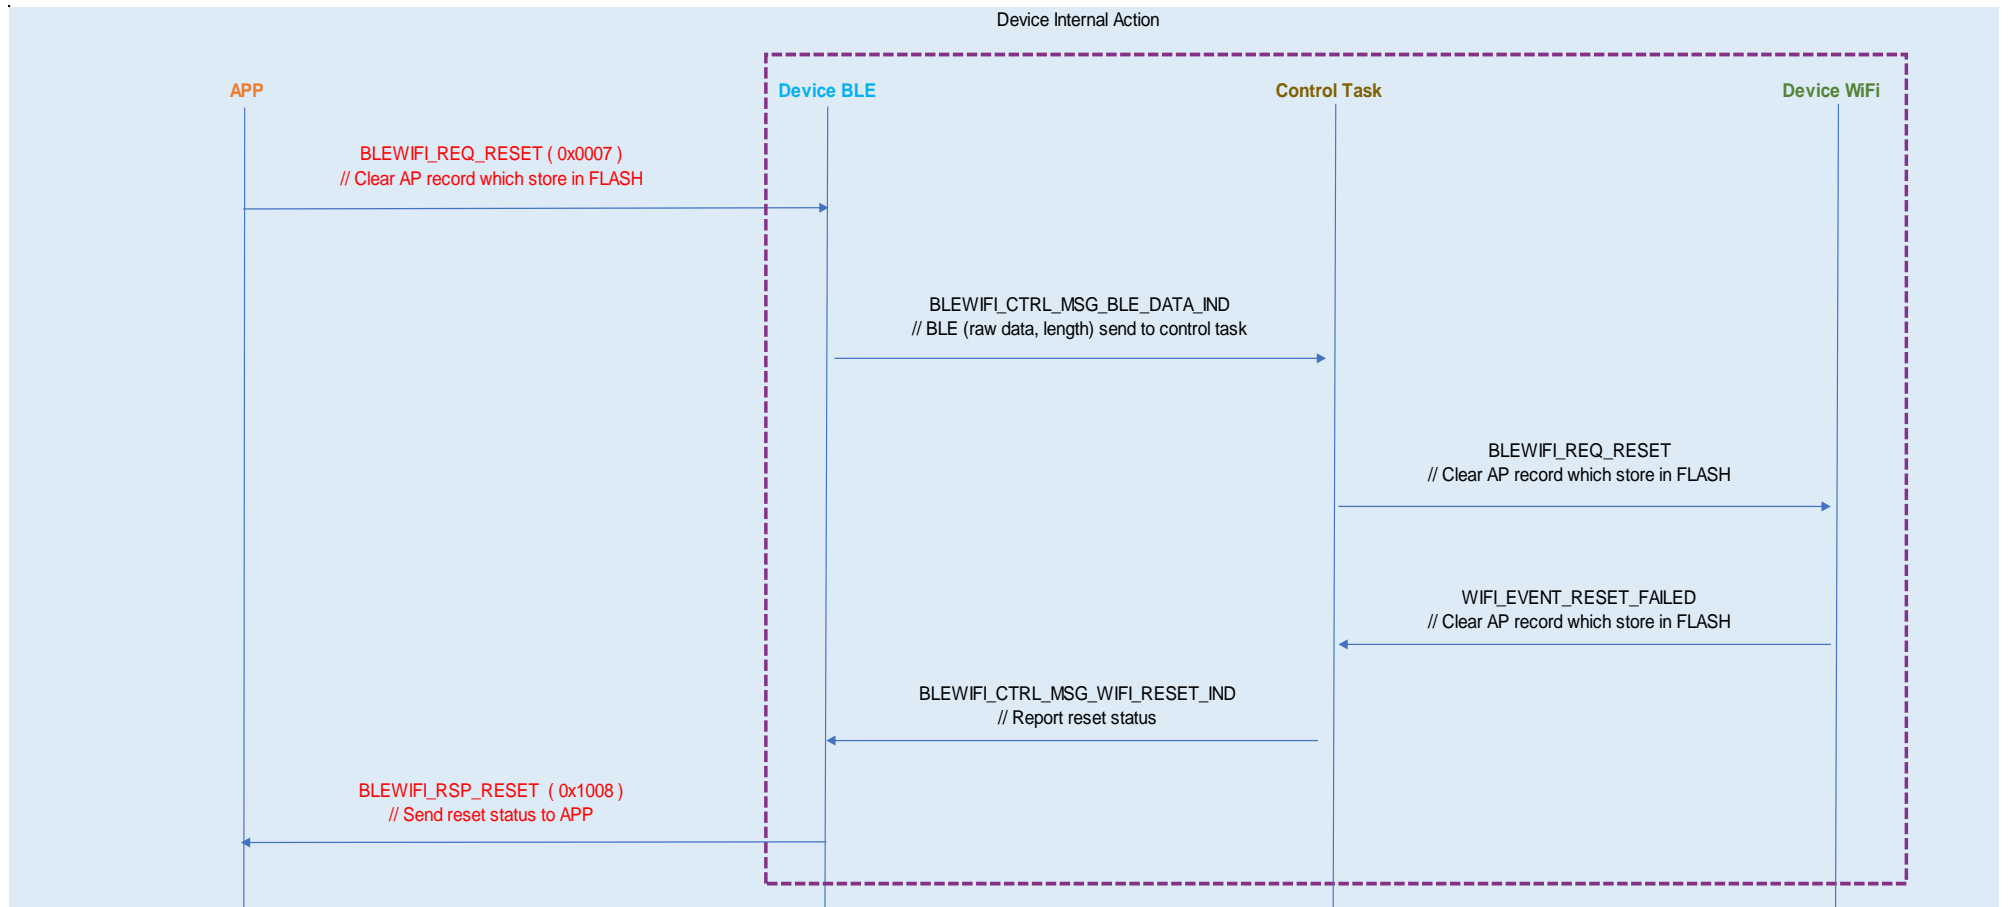 Device Internal Action
APP
Device BLE
Control Task
Device WiFi
BLEWIFI_REQ_RESET ( 0x0007 )
// Clear AP record which store in FLASH
BLEWIFI_CTRL_MSG_BLE_DATA_IND
// BLE (raw data, length) send to control task
BLEWIFI_REQ_RESET
// Clear AP record which store in FLASH
WIFI_EVENT_RESET_FAILED
// Clear AP record which store in FLASH
BLEWIFI_CTRL_MSG_WIFI_RESET_IND
// Report reset status
BLEWIFI_RSP_RESET ( 0x1008 )
// Send reset status to APP